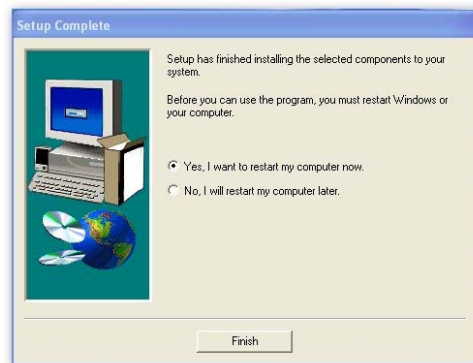 Setup Complete
Setup has finished installing the selected components to your
system.
Before you can use the program, you must restart Windows or
your computer.
Yes, I want to restart my computer now.
No, I will restart my computer later.
Finish